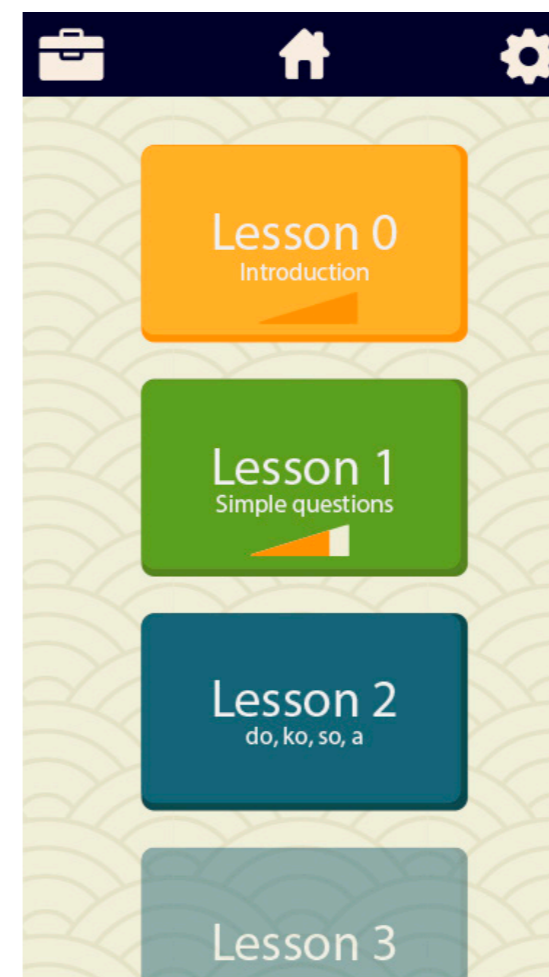 Lesson 0
Introduction
Lesson 1
Simple questions
Lesson 2
do, ko, so, a
Lesson 3